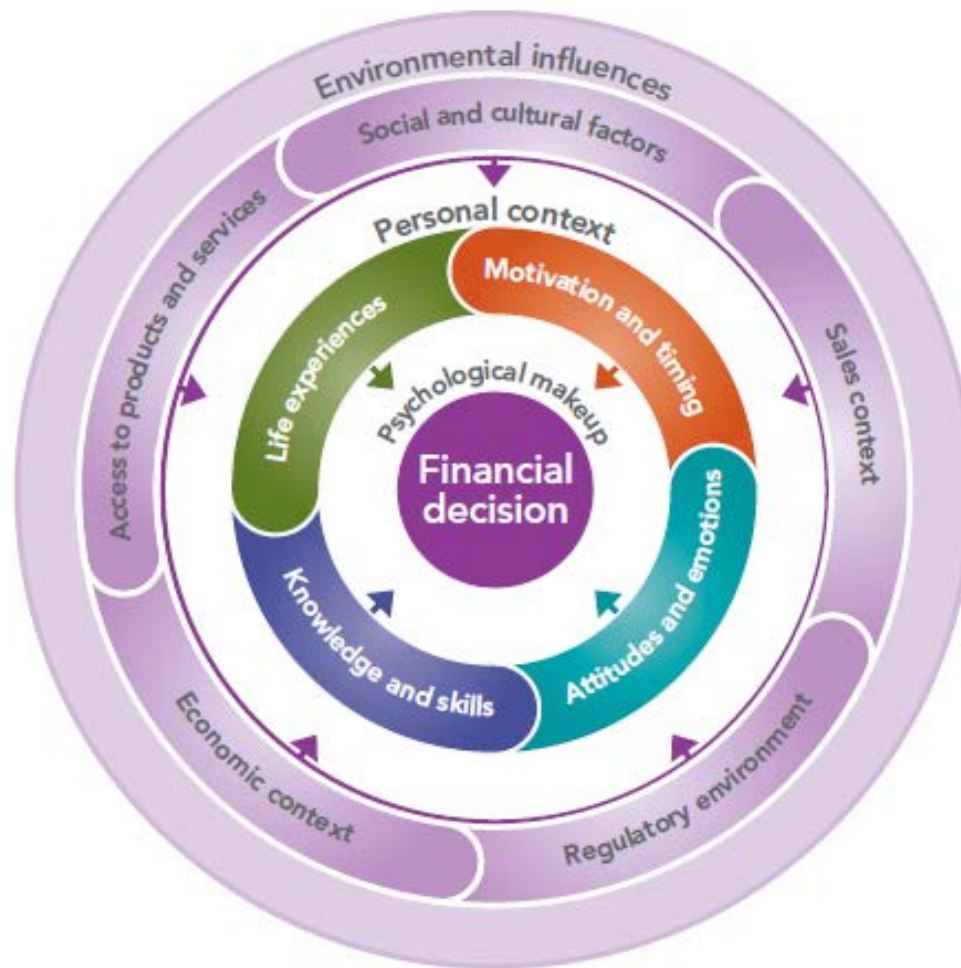 Environmental influences
Social and cultural factors
Sales context
Regulatory environment
Economic context
Access to products and services
Personal context
Motivation and timing
Attitudes and emotions
Knowledge and skills
Life experiences
Psychological makeup
Financial
decision